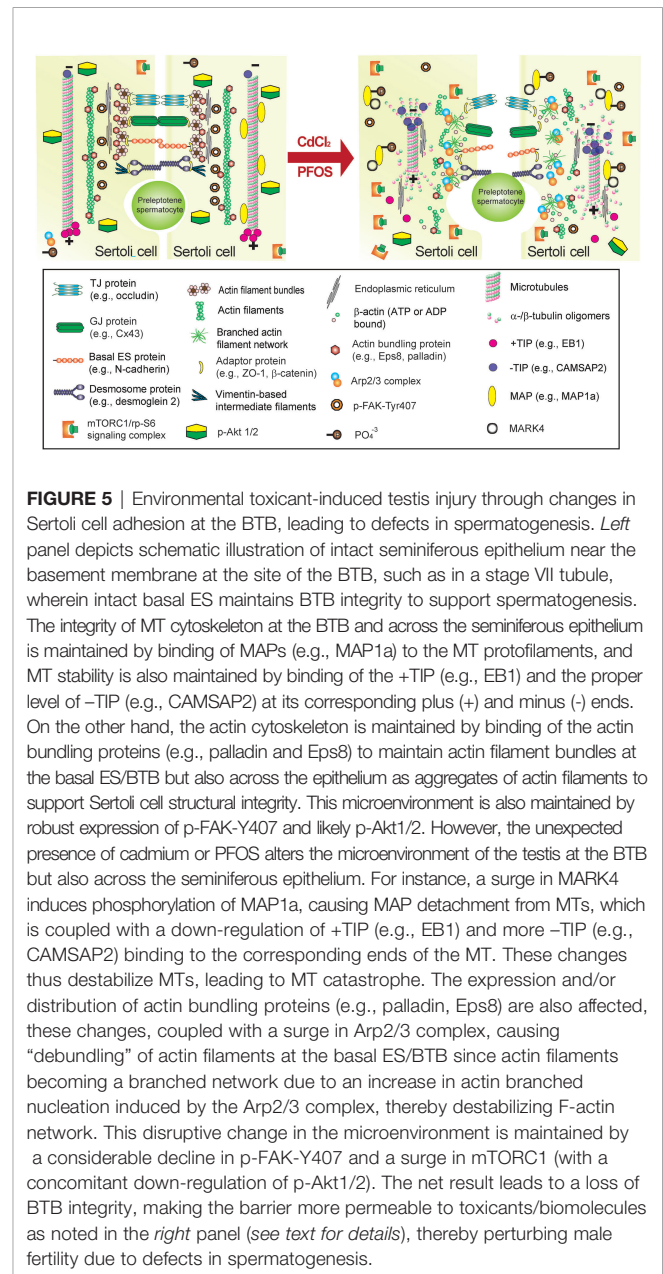 − −
CdCl₂
PFOS
Preleptotene
spermatocyte
Preleptotene
spermatocyte
+ +
+ +
Sertoli cell Sertoli cell
Sertoli cell Sertoli cell
TJ protein
(e.g., occludin)
GJ protein
(e.g., Cx43)
Basal ES protein
(e.g., N-cadherin)
Desmosome protein
(e.g., desmoglein 2)
mTORC1/rp-S6
signaling complex
Actin filament bundles
Actin filaments
Branched actin
filament network
Adaptor protein
(e.g., ZO-1, β-catenin)
Vimentin-based
intermediate filaments
p-Akt 1/2
Endoplasmic reticulum
β-actin (ATP or ADP
bound)
Actin bundling protein
(e.g., Eps8, palladin)
Arp2/3 complex
p-FAK-Tyr407
PO₄⁻³
Microtubules
α-/β-tubulin oligomers
+TIP (e.g., EB1)
-TIP (e.g., CAMSAP2)
MAP (e.g., MAP1a)
MARK4
FIGURE 5 | Environmental toxicant-induced testis injury through changes in
Sertoli cell adhesion at the BTB, leading to defects in spermatogenesis. Left
panel depicts schematic illustration of intact seminiferous epithelium near the
basement membrane at the site of the BTB, such as in a stage VII tubule,
wherein intact basal ES maintains BTB integrity to support spermatogenesis.
The integrity of MT cytoskeleton at the BTB and across the seminiferous epithelium
is maintained by binding of MAPs (e.g., MAP1a) to the MT protofilaments, and
MT stability is also maintained by binding of the +TIP (e.g., EB1) and the proper
level of –TIP (e.g., CAMSAP2) at its corresponding plus (+) and minus (-) ends.
On the other hand, the actin cytoskeleton is maintained by binding of the actin
bundling proteins (e.g., palladin and Eps8) to maintain actin filament bundles at
the basal ES/BTB but also across the epithelium as aggregates of actin filaments to
support Sertoli cell structural integrity. This microenvironment is also maintained by
robust expression of p-FAK-Y407 and likely p-Akt1/2. However, the unexpected
presence of cadmium or PFOS alters the microenvironment of the testis at the BTB
but also across the seminiferous epithelium. For instance, a surge in MARK4
induces phosphorylation of MAP1a, causing MAP detachment from MTs, which
is coupled with a down-regulation of +TIP (e.g., EB1) and more –TIP (e.g.,
CAMSAP2) binding to the corresponding ends of the MT. These changes
thus destabilize MTs, leading to MT catastrophe. The expression and/or
distribution of actin bundling proteins (e.g., palladin, Eps8) are also affected,
these changes, coupled with a surge in Arp2/3 complex, causing
“debundling” of actin filaments at the basal ES/BTB since actin filaments
becoming a branched network due to an increase in actin branched
nucleation induced by the Arp2/3 complex, thereby destabilizing F-actin
network. This disruptive change in the microenvironment is maintained by
a considerable decline in p-FAK-Y407 and a surge in mTORC1 (with a
concomitant down-regulation of p-Akt1/2). The net result leads to a loss of
BTB integrity, making the barrier more permeable to toxicants/biomolecules
as noted in the right panel (see text for details), thereby perturbing male
fertility due to defects in spermatogenesis.